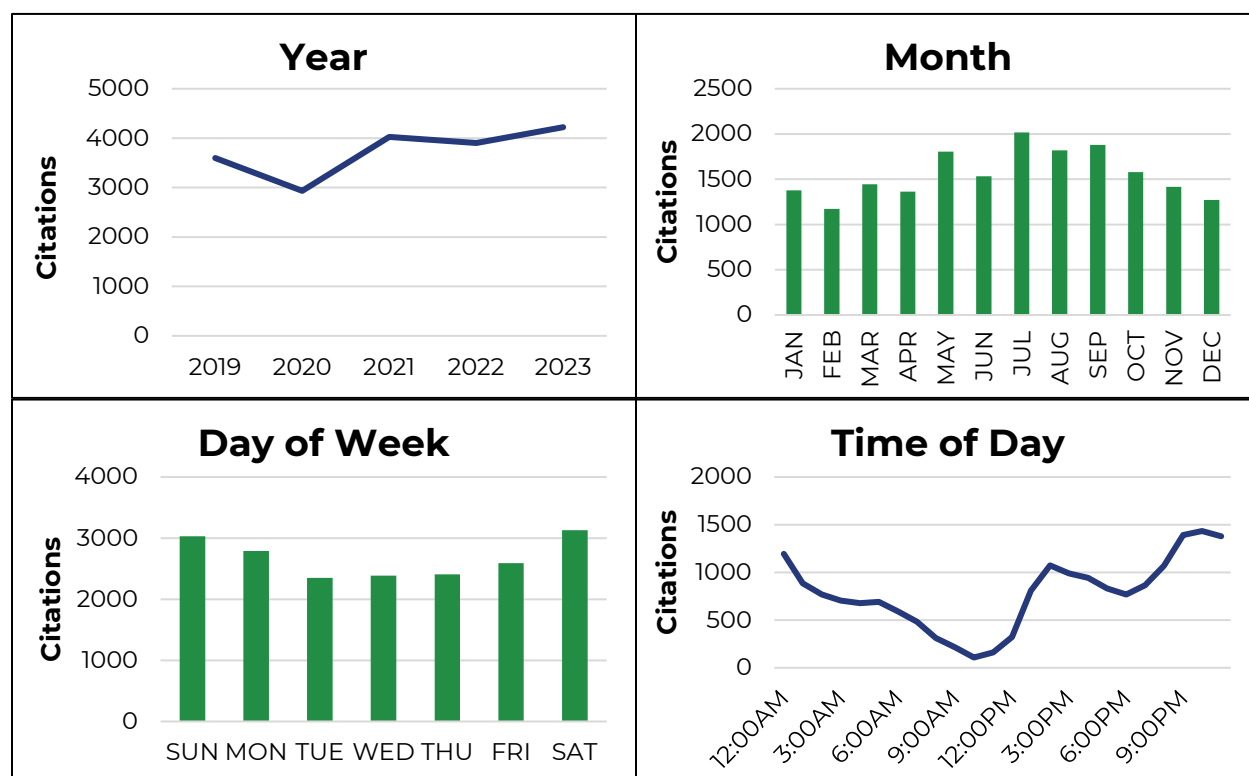 Year
Citations
5000
4000
3000
2000
1000
0
2019 2020 2021 2022 2023
Month
Citations
2500
2000
1500
1000
500
0
JAN FEB MAR APR MAY JUN JUL AUG SEP OCT NOV DEC
Day of Week
Citations
4000
3000
2000
1000
0
SUN MON TUE WED THU FRI SAT
Time of Day
Citations
2000
1500
1000
500
0
12:00AM 3:00AM 6:00AM 9:00AM 12:00PM 3:00PM 6:00PM 9:00PM